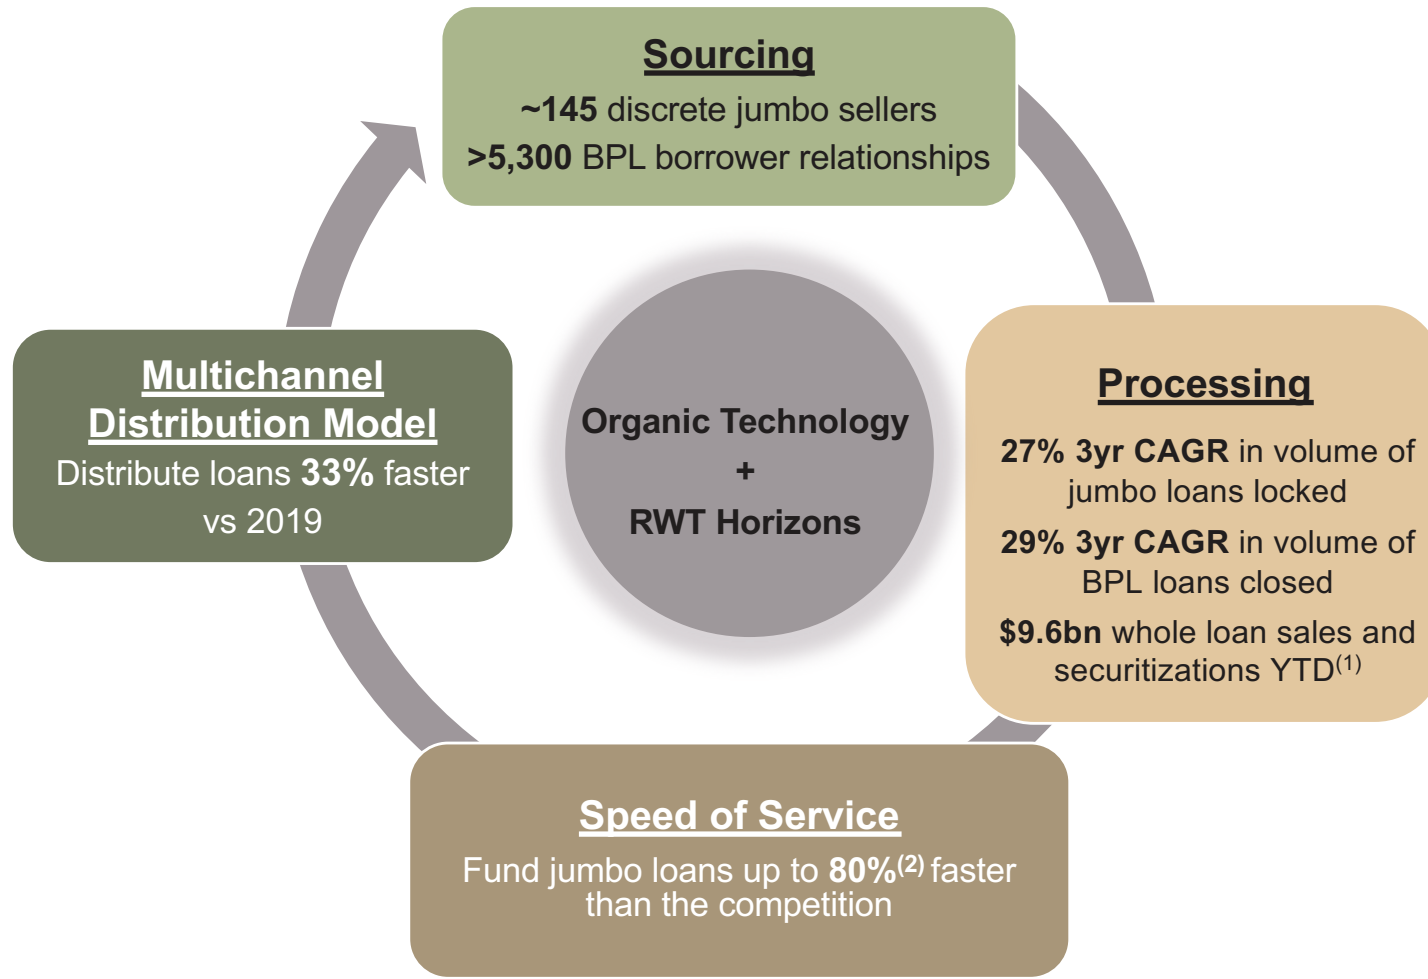 Sourcing
~145 discrete jumbo sellers
>5,300 BPL borrower relationships
Processing
27% 3yr CAGR in volume of
jumbo loans locked
29% 3yr CAGR in volume of
BPL loans closed
$9.6bn whole loan sales and
securitizations YTD(1)
Speed of Service
Fund jumbo loans up to 80%(2) faster
than the competition
Multichannel
Distribution Model
Distribute loans 33% faster
vs 2019
Organic Technology
+
RWT Horizons